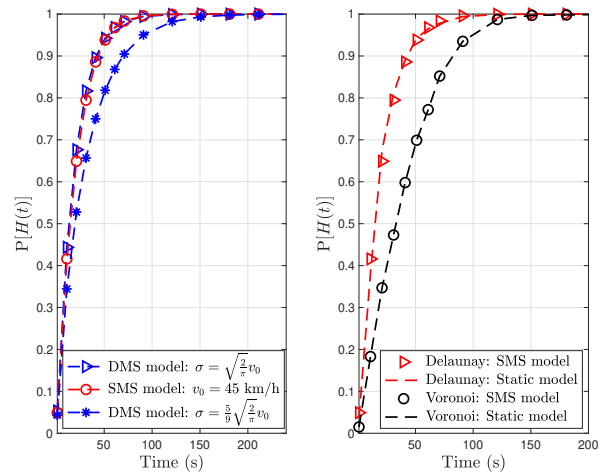 1
0.9
0.8
0.7
0.6
0.5
0.4
0.3
0.2
0.1
0
P[H(t)]
50 100 150 200
Time (s)
DMS model: σ = √(2/π) v₀
SMS model: v₀ = 45 km/h
DMS model: σ = 5/9 √(2/π) v₀
1
0.9
0.8
0.7
0.6
0.5
0.4
0.3
0.2
0.1
0
P[H(t)]
50 100 150 200
Time (s)
Delaunay: SMS model
Delaunay: Static model
Voronoi: SMS model
Voronoi: Static model